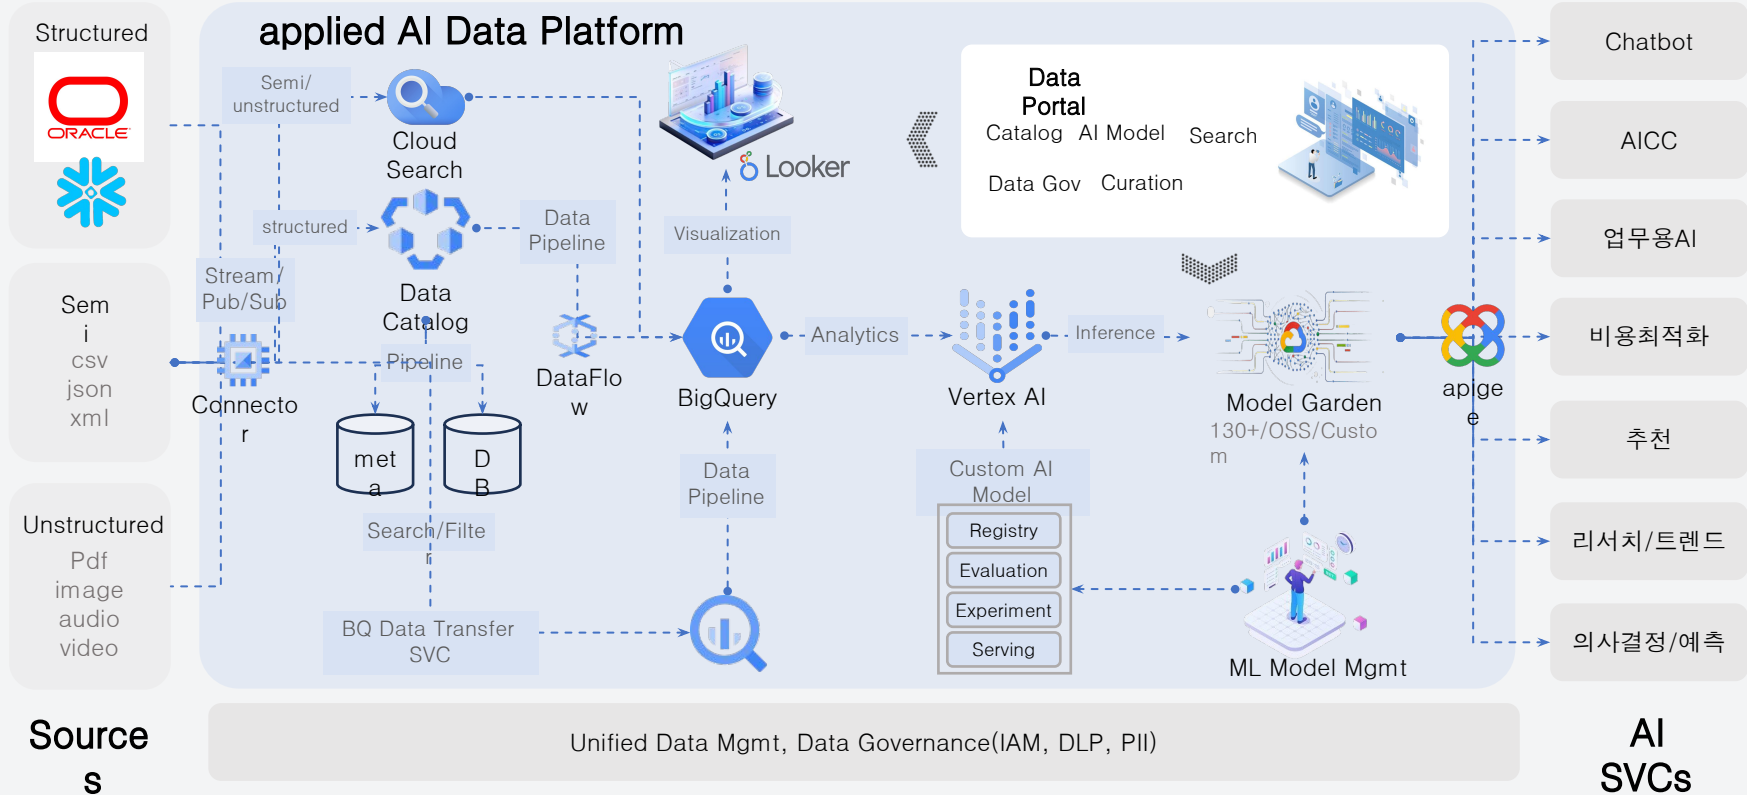 applied AI Data Platform
Structured
ORACLE
Sem
i
csv
json
xml
Unstructured
Pdf
image
audio
video
Source
s
Semi/
unstructured
structured
Stream/
Pub/Sub
Connecto
r
Cloud
Search
Data
Catalog
Pipeline
met
a
D
B
Search/Filte
r
BQ Data Transfer
SVC
Data
Pipeline
DataFlo
w
Looker
Visualization
BigQuery
Data
Pipeline
Analytics
Vertex AI
Custom AI
Model
Registry
Evaluation
Experiment
Serving
Inference
Data
Portal
Catalog AI Model Search
Data Gov Curation
Model Garden
130+/OSS/Custo
m
ML Model Mgmt
apige
e
Chatbot
AICC
업무용AI
비용최적화
추천
리서치/트렌드
의사결정/예측
AI
SVCs
Unified Data Mgmt, Data Governance(IAM, DLP, PII)